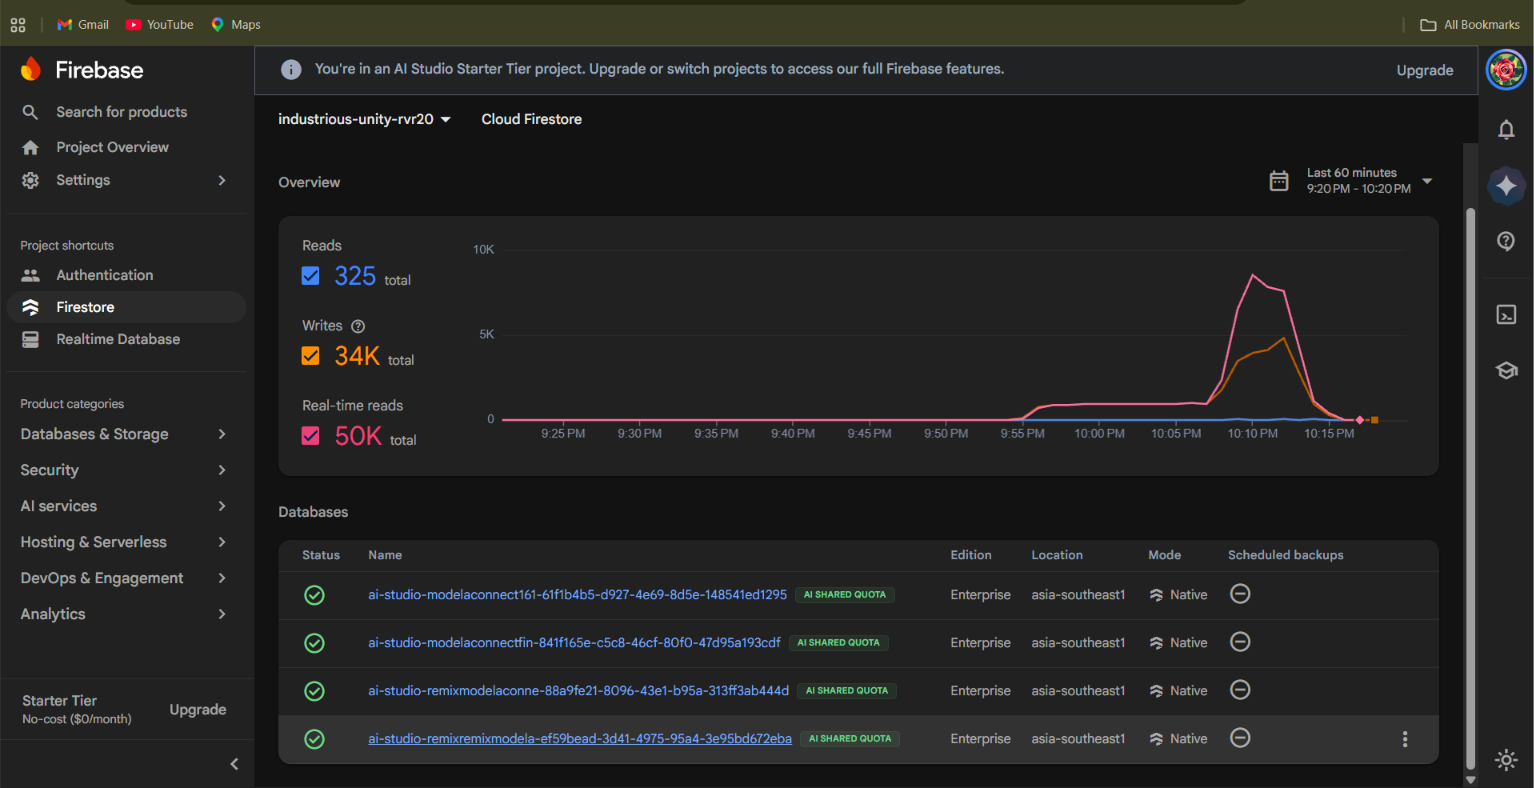 Gmail
YouTube
Maps
All Bookmarks
Firebase
Search for products
Project Overview
Settings
Project shortcuts
Authentication
Firestore
Realtime Database
Product categories
Databases & Storage
Security
AI services
Hosting & Serverless
DevOps & Engagement
Analytics
Starter Tier
No-cost ($0/month)
Upgrade
You're in an AI Studio Starter Tier project. Upgrade or switch projects to access our full Firebase features.
Upgrade
industrious-unity-rvr20
Cloud Firestore
Overview
Last 60 minutes
9:20 PM - 10:20 PM
Reads
325 total
Writes
34K total
Real-time reads
50K total
10K
5K
0
9:25 PM 9:30 PM 9:35 PM 9:40 PM 9:45 PM 9:50 PM 9:55 PM 10:00 PM 10:05 PM 10:10 PM 10:15 PM
Databases
Status Name Edition Location Mode Scheduled backups
ai-studio-modelaconnect161-61f1b4b5-d927-4e69-8d5e-148541ed1295 AI SHARED QUOTA Enterprise asia-southeast1 Native
ai-studio-modelaconnectfin-841f165e-c5c8-46cf-80f0-47d95a193cdf AI SHARED QUOTA Enterprise asia-southeast1 Native
ai-studio-remixmodelaconne-88a9fe21-8096-43e1-b95a-313ff3ab444d AI SHARED QUOTA Enterprise asia-southeast1 Native
ai-studio-remixremixmodela-ef59bead-3d41-4975-95a4-3e95bd672eba AI SHARED QUOTA Enterprise asia-southeast1 Native